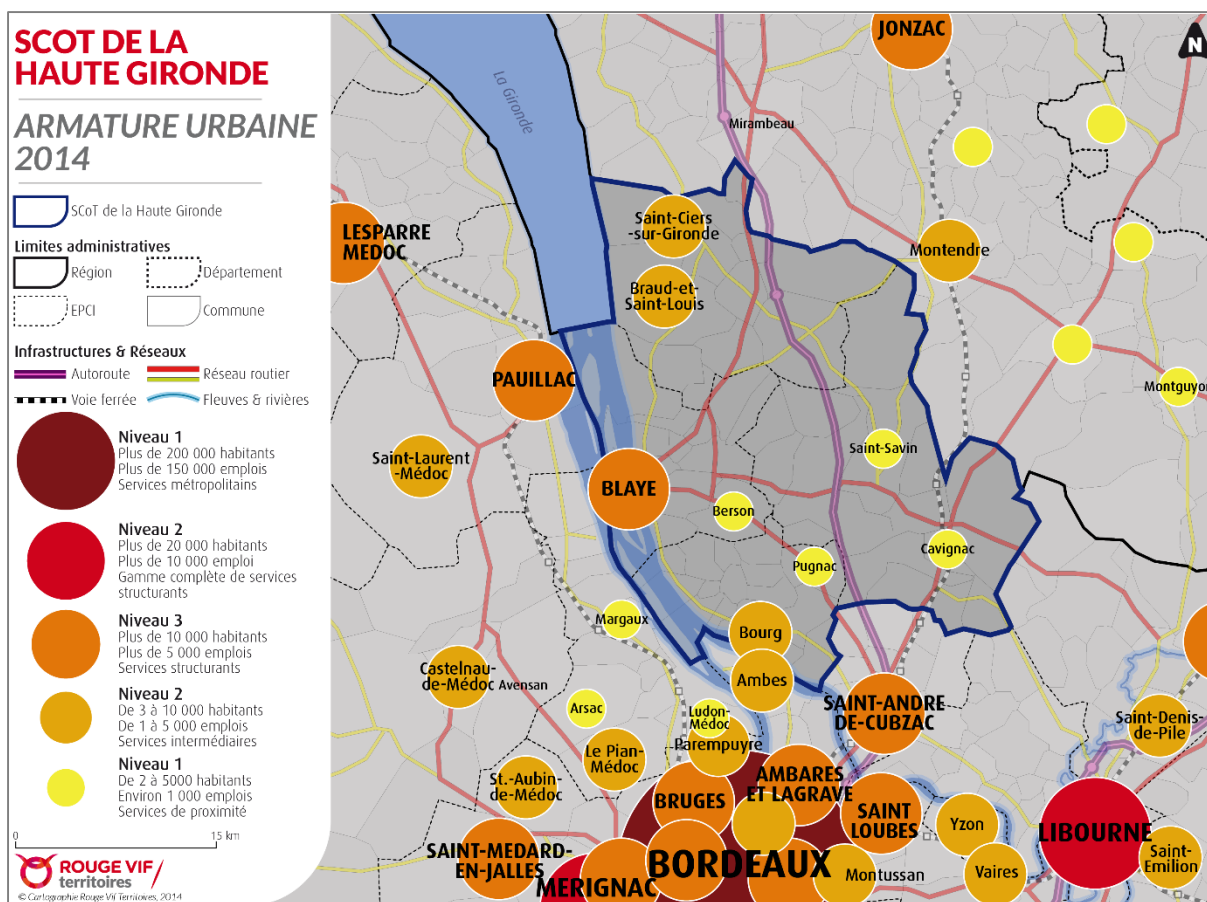 SCOT DE LA
HAUTE GIRONDE
ARMATURE URBAINE
2014
SCoT de la Haute Gironde
Limites administratives
Région
Département
EPCI
Commune
Infrastructures & Réseaux
Autoroute
Réseau routier
Voie ferrée
Fleuves & rivières
Niveau 1
Plus de 200 000 habitants
Plus de 150 000 emplois
Services métropolitains
Niveau 2
Plus de 20 000 habitants
Plus de 10 000 emploi
Gamme complète de services
structurants
Niveau 3
Plus de 10 000 habitants
Plus de 5 000 emplois
Services structurants
Niveau 2
De 3 à 10 000 habitants
De 1 à 5 000 emplois
Services intermédiaires
Niveau 1
De 2 à 5000 habitants
Environ 1 000 emplois
Services de proximité
0
15 km
ROUGE VIF/
territoires
© Cartographie Rouge Vif Territoires, 2014
JONZAC
N
La Gironde
Mirambeau
LESPARRE
MEDOC
Saint-Ciers
-sur-Gironde
Montendre
Braud-et-
Saint-Louis
PAUILLAC
Montguyon
Saint-Laurent
-Médoc
Saint-Savin
BLAYE
Berson
Cavignac
Pugnac
Margaux
Bourg
Castelnau-
de-Médoc
Avensan
Ambes
Arsac
Ludon-
Médoc
SAINT-ANDRE
DE-CUBZAC
Saint-Denis-
de-Pile
Le Pian-
Médoc
Parempuyre
St.-Aubin-
de-Médoc
BRUGES
AMBARES
ET LAGRAVE
SAINT
LOUBES
Yzon
LIBOURNE
SAINT-MEDARD-
EN-JALLES
MERIGNAC
BORDEAUX
Montussan
Vaires
Saint-
Emilion